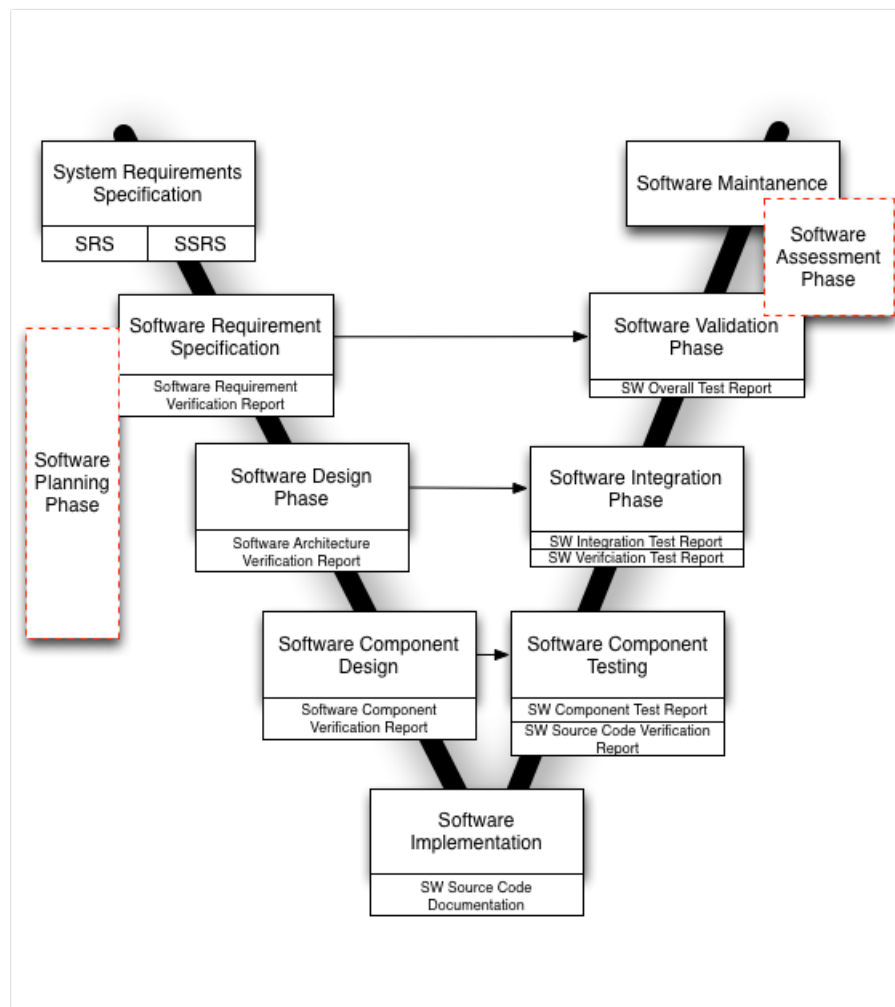 System Requirements
Specification
SRS
SSRS
Software Maintanence
Software
Assessment
Phase
Software Requirement
Specification
Software Requirement
Verification Report
Software Validation
Phase
SW Overall Test Report
Software
Planning
Phase
Software Design
Phase
Software Architecture
Verification Report
Software Integration
Phase
SW Integration Test Report
SW Verifciation Test Report
Software Component
Design
Software Component
Verification Report
Software Component
Testing
SW Component Test Report
SW Source Code Verification
Report
Software
Implementation
SW Source Code
Documentation